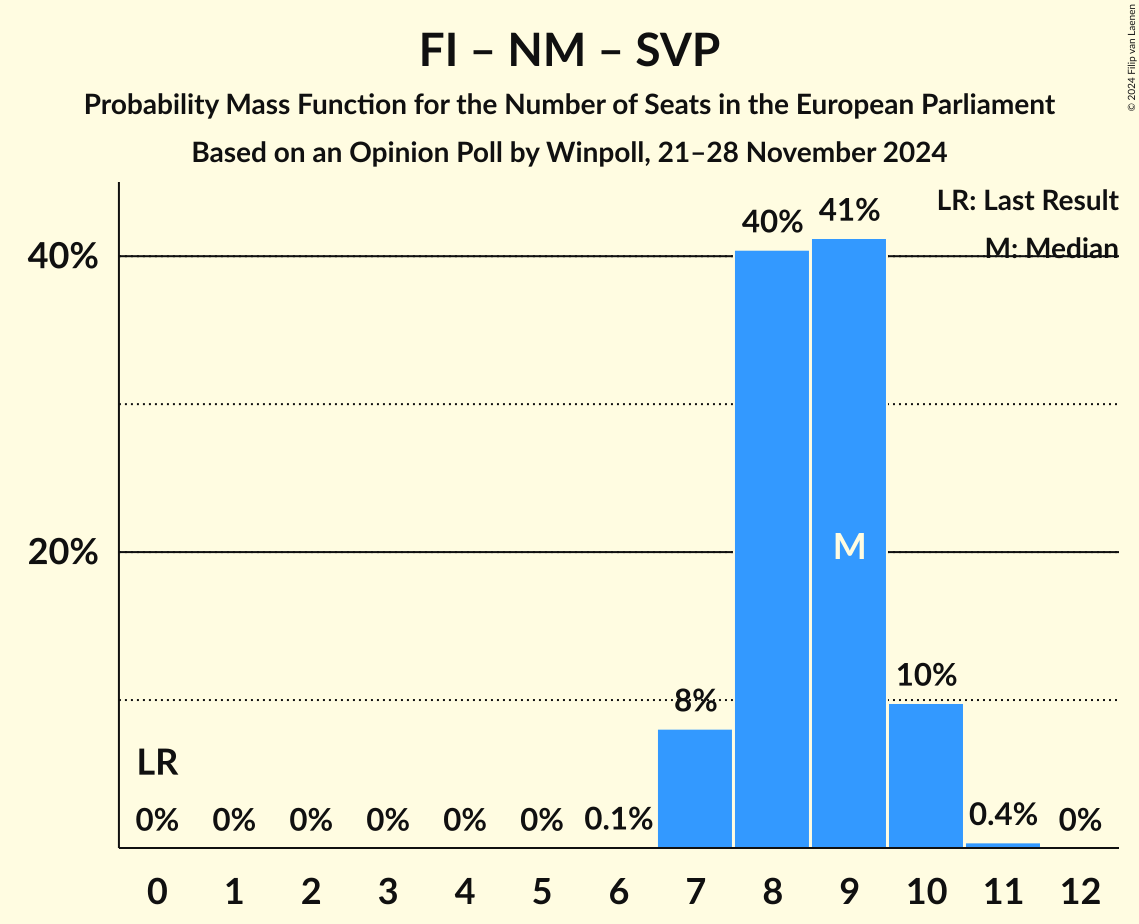 FI – NM – SVP
Probability Mass Function for the Number of Seats in the European Parliament
Based on an Opinion Poll by Winpoll, 21–28 November 2024
© 2024 Filip van Laenen
LR: Last Result
M: Median
40%
20%
40%
41%
M
10%
8%
LR
0%
0%
0%
0%
0%
0%
0.1%
0.4%
0%
0 1 2 3 4 5 6 7 8 9 10 11 12